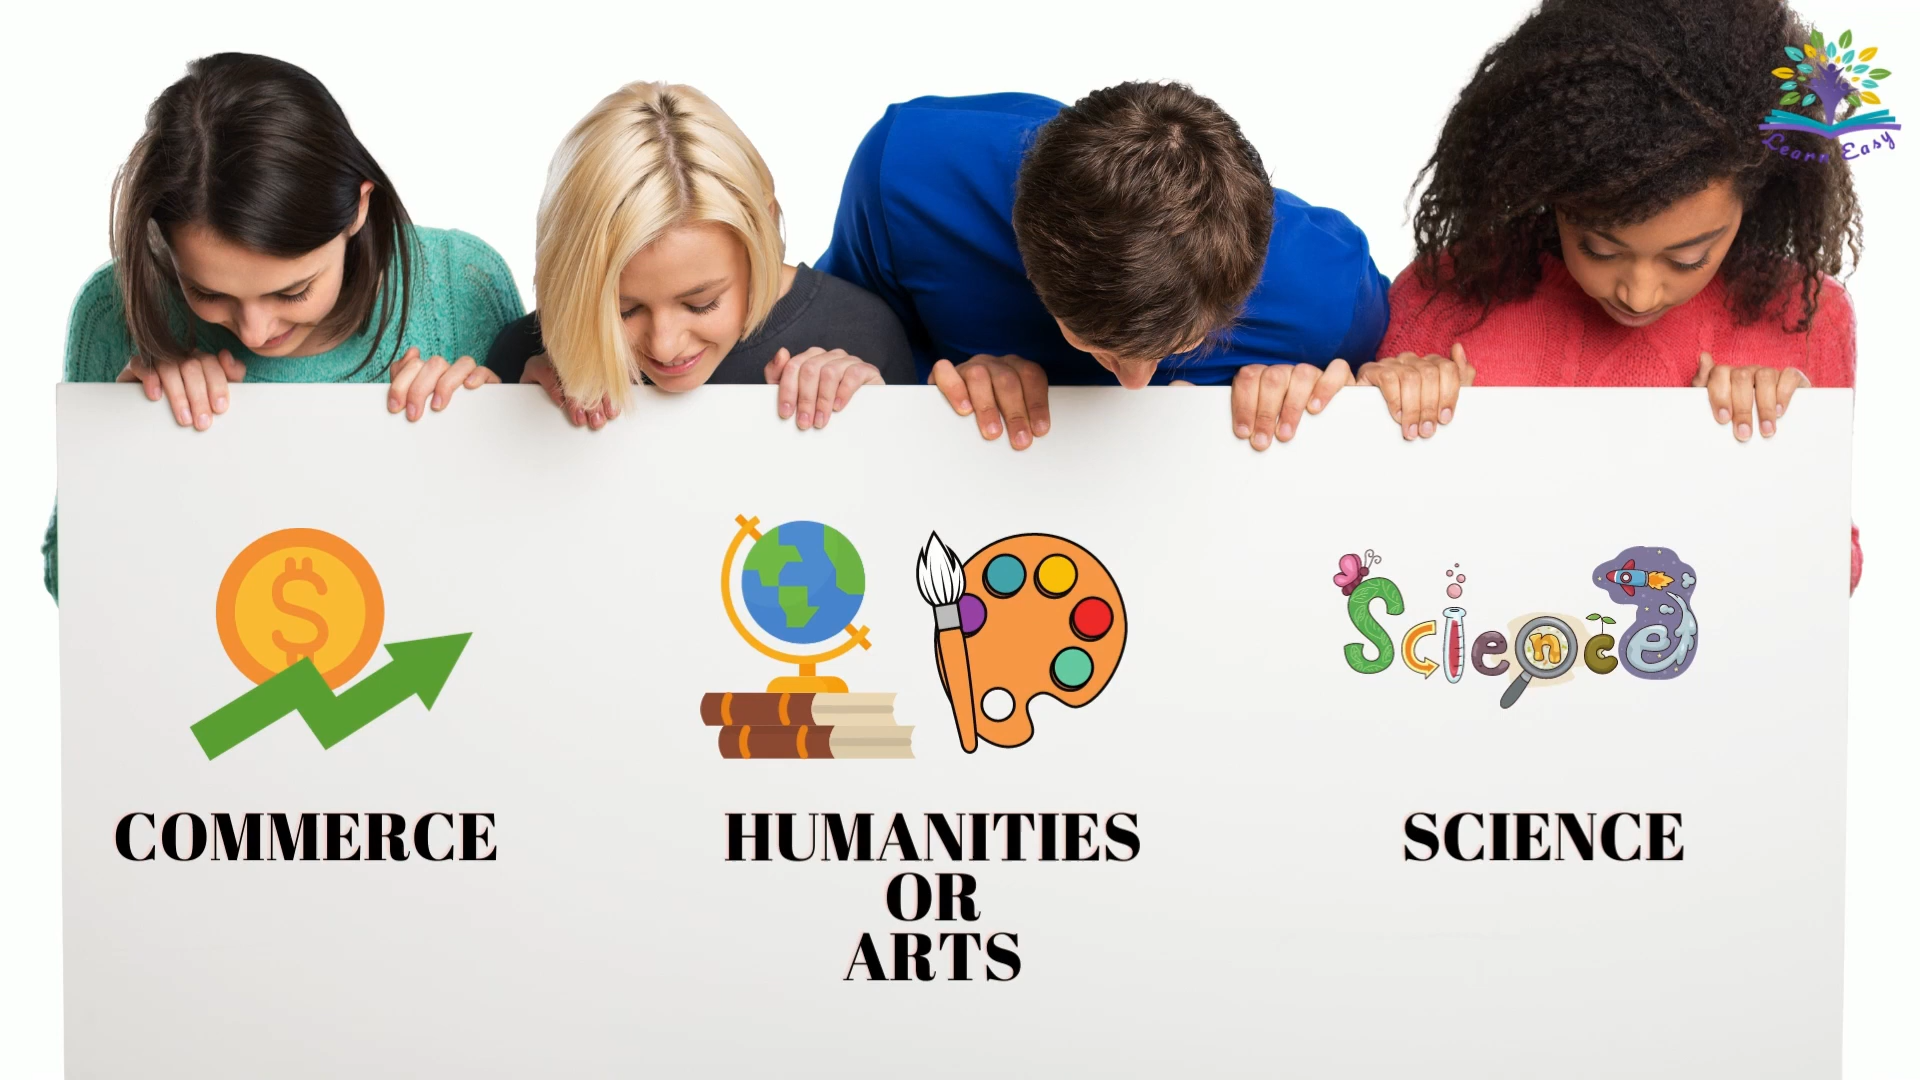 Learn Easy
$
Science
COMMERCE
HUMANITIES
OR
ARTS
SCIENCE